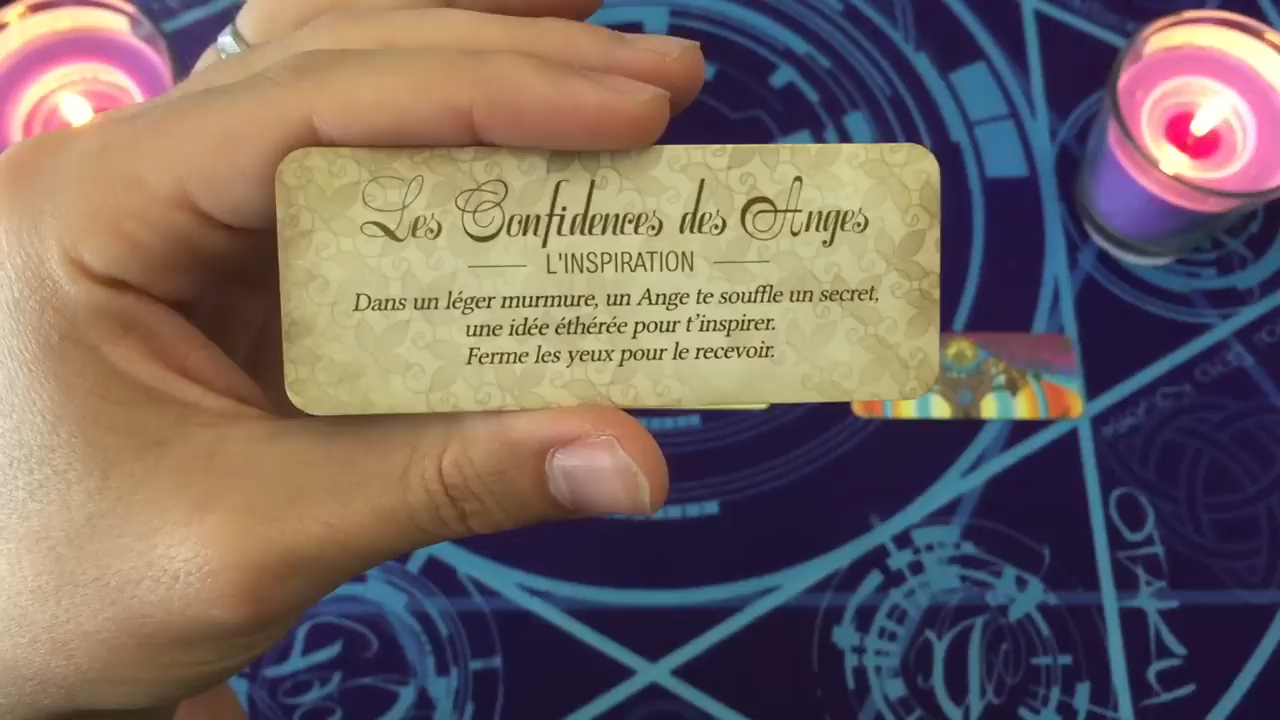 Les Confidences des Anges
L'INSPIRATION
Dans un léger murmure, un Ange te souffle un secret,
une idée éthérée pour t'inspirer.
Ferme les yeux pour le recevoir.